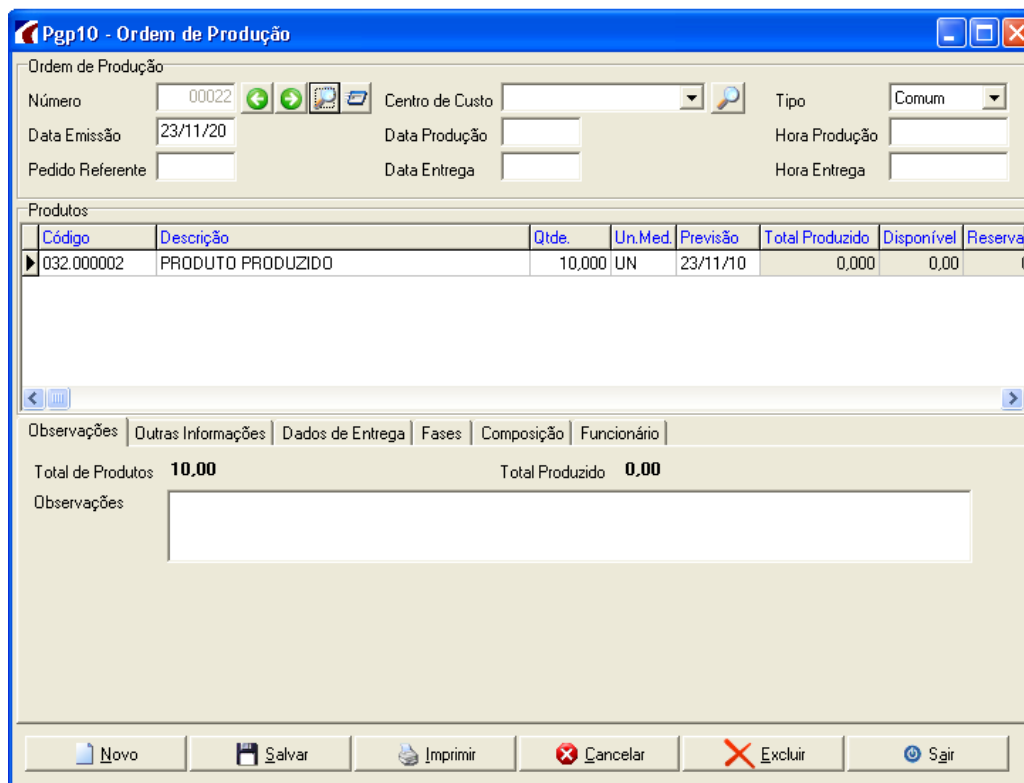 Pgp10 - Ordem de Produção
Ordem de Produção
Número 00022 Centro de Custo Tipo Comum
Data Emissão 23/11/20 Data Produção Hora Produção
Pedido Referente Data Entrega Hora Entrega
Produtos
Código Descrição Qtde. Un.Med. Previsão Total Produzido Disponível Reserva
032.000002 PRODUTO PRODUZIDO 10,000 UN 23/11/10 0,000 0,00
Observações Outras Informações Dados de Entrega Fases Composição Funcionário
Total de Produtos 10,00 Total Produzido 0,00
Observações
Novo Salvar Imprimir Cancelar Excluir Sair